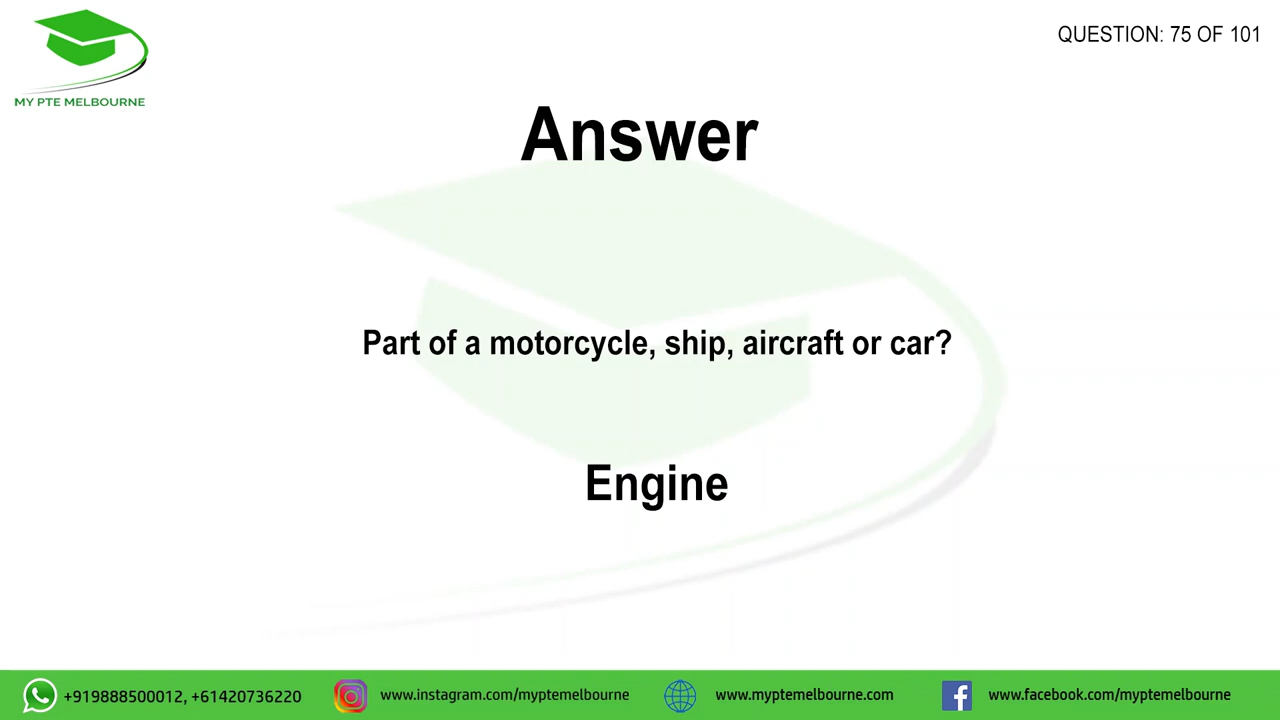 MY PTE MELBOURNE
QUESTION: 75 OF 101
Answer
Part of a motorcycle, ship, aircraft or car?
Engine
+919888500012, +61420736220
www.instagram.com/myptemelbourne
www.myptemelbourne.com
www.facebook.com/myptemelbourne